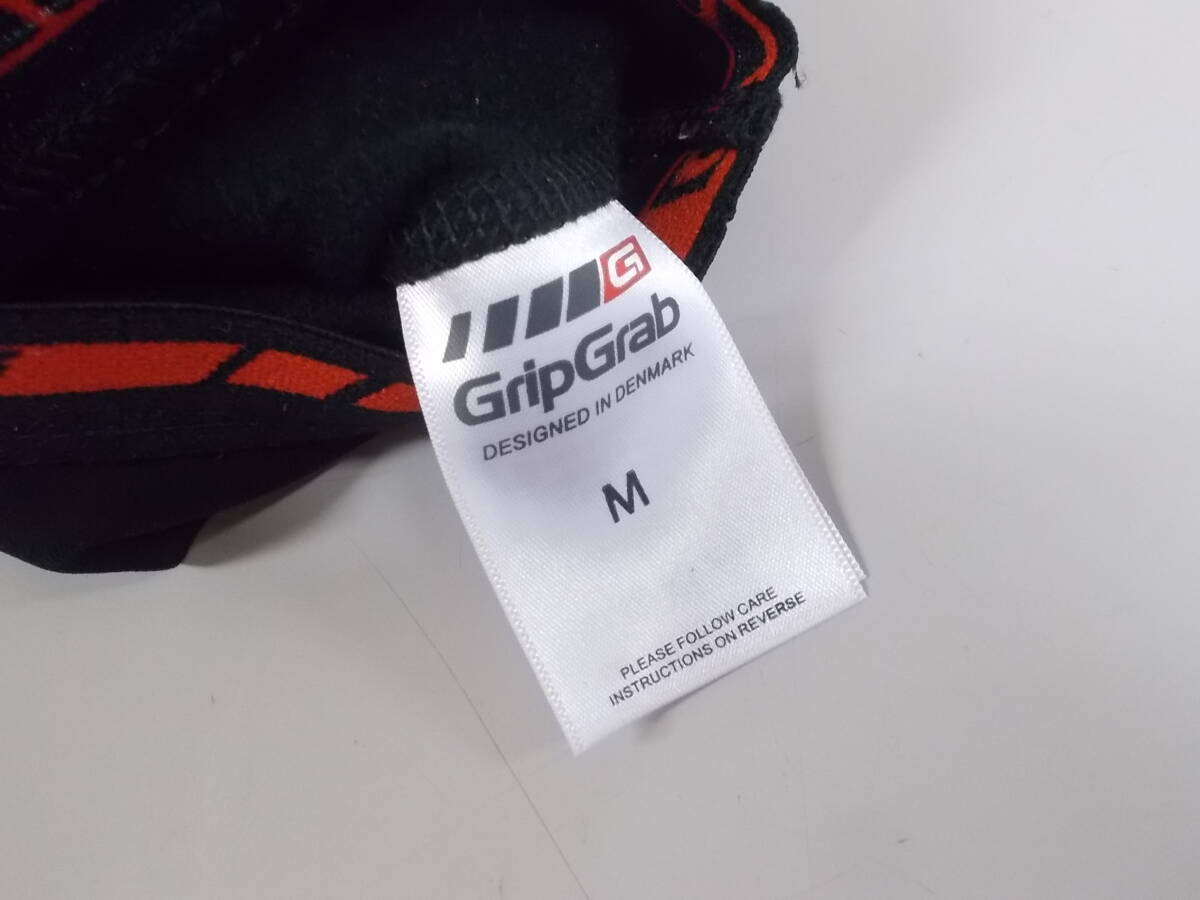 G
GripGrab
DESIGNED IN DENMARK
M
PLEASE FOLLOW CARE
INSTRUCTIONS ON REVERSE